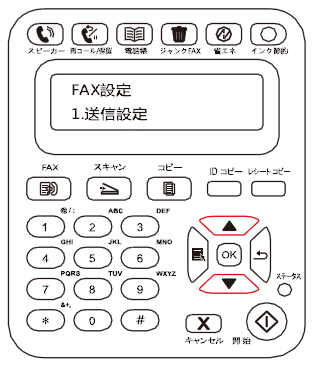 スピーカー 再コール/保留 電話帳 ジャンクFAX 省エネ インク節約
FAX設定
1.送信設定
FAX スキャン コピー IDコピー レシートコピー
@./: ABC DEF
1 2 3
GHI JKL MNO
4 5 6
OK
PQRS TUV WXYZ
7 8 9
ステータス
&+,
* 0 #
X
キャンセル 開始